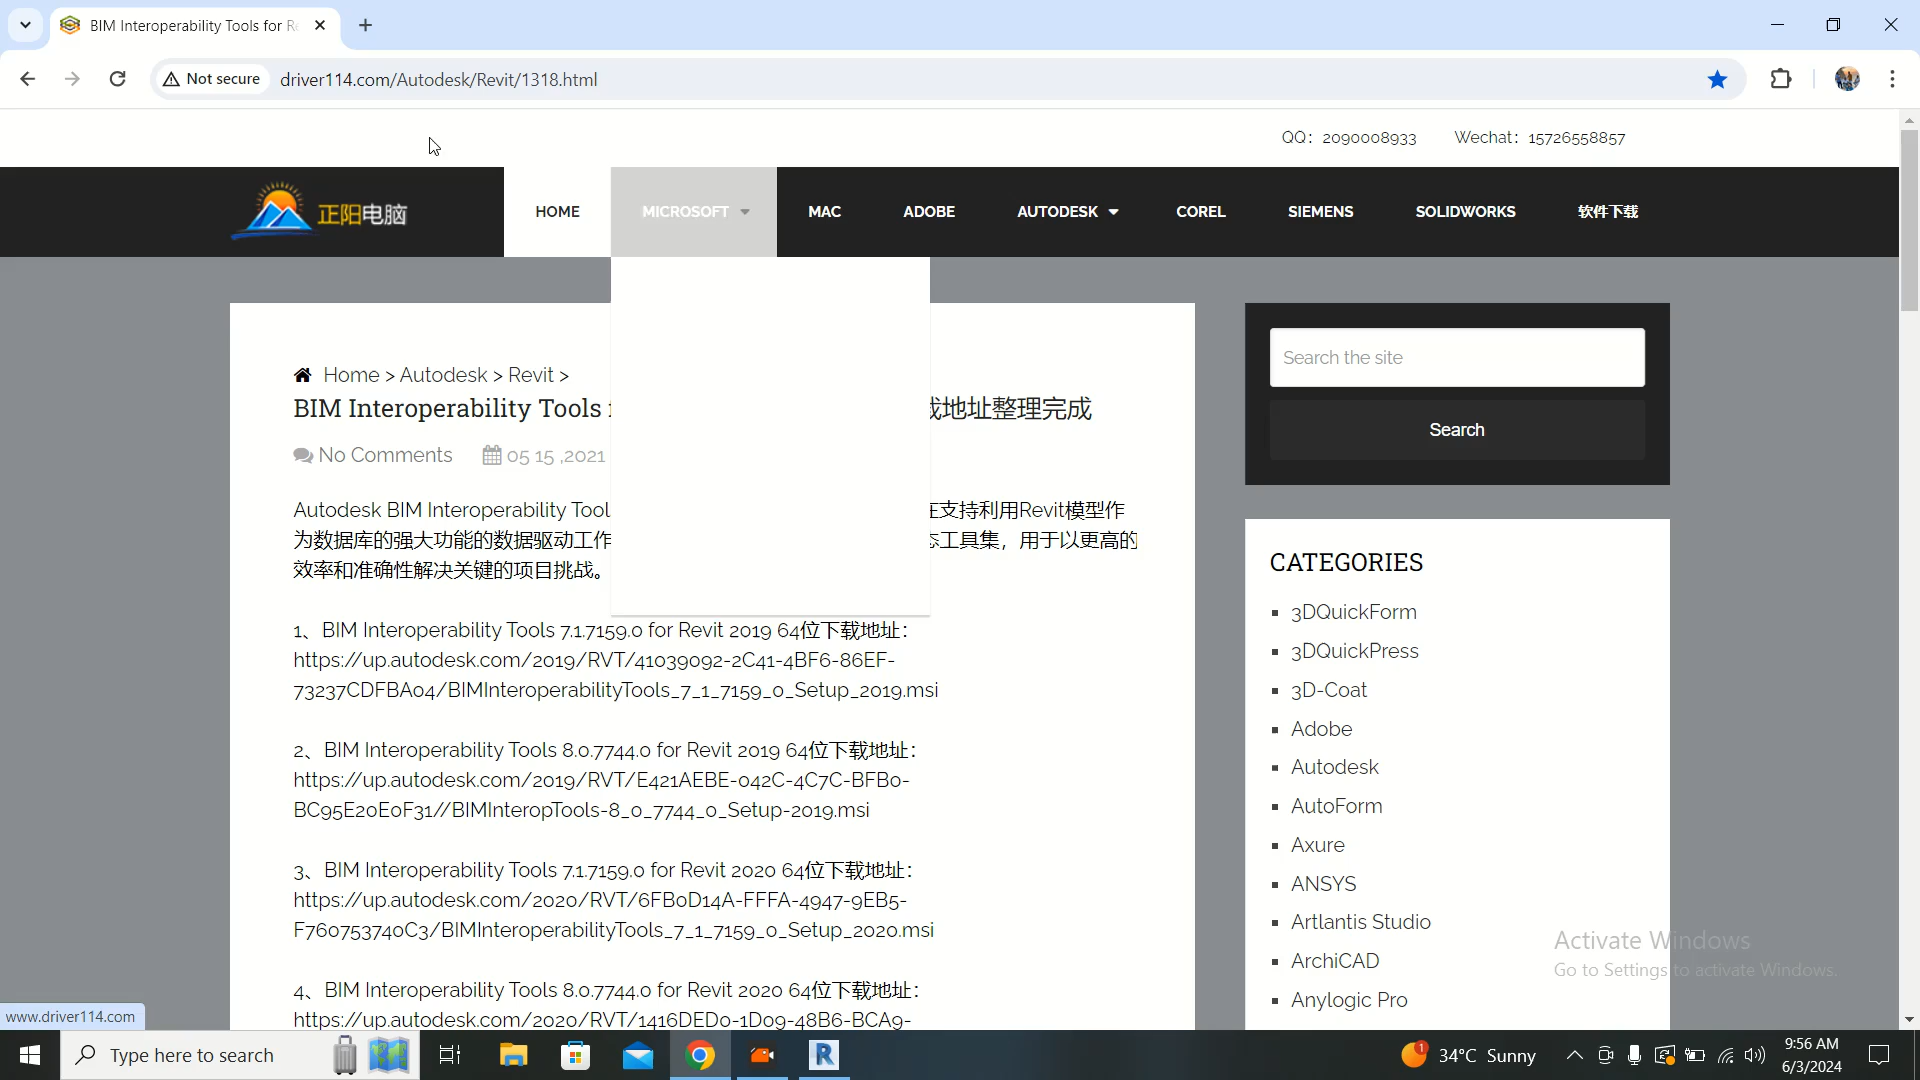 BIM Interoperability Tools for Re
Not secure
driver114.com/Autodesk/Revit/1318.html
QQ: 2090008933
Wechat: 15726558857
正阳电脑
HOME
MICROSOFT
MAC
ADOBE
AUTODESK
COREL
SIEMENS
SOLIDWORKS
软件下载
Home > Autodesk > Revit >
BIM Interoperability Tools
地址整理完成
No Comments
05 15 ,2021
Autodesk BIM Interoperability Tool
支持利用Revit模型作
为数据库的强大功能的数据驱动工作
工具集，用于以更高的
效率和准确性解决关键的项目挑战。
1、BIM Interoperability Tools 7.1.7159.0 for Revit 2019 64位下载地址：
https://up.autodesk.com/2019/RVT/41039092-2C41-4BF6-86EF-
73237CDFBA04/BIMInteroperabilityTools_7_1_7159_0_Setup_2019.msi
2、BIM Interoperability Tools 8.0.7744.0 for Revit 2019 64位下载地址：
https://up.autodesk.com/2019/RVT/E421AEBE-042C-4C7C-BFB0-
BC95E20E0F31//BIMInteropTools-8_0_7744_0_Setup-2019.msi
3、BIM Interoperability Tools 7.1.7159.0 for Revit 2020 64位下载地址：
https://up.autodesk.com/2020/RVT/6FB0D14A-FFFA-4947-9EB5-
F760753740C3/BIMInteroperabilityTools_7_1_7159_0_Setup_2020.msi
4、BIM Interoperability Tools 8.0.7744.0 for Revit 2020 64位下载地址：
https://up.autodesk.com/2020/RVT/1416DED0-1D09-48B6-BCA9-
Search the site
Search
CATEGORIES
3DQuickForm
3DQuickPress
3D-Coat
Adobe
Autodesk
AutoForm
Axure
ANSYS
Artlantis Studio
ArchiCAD
Anylogic Pro
Activate Windows
Go to Settings to activate Windows.
www.driver114.com
Type here to search
1
34°C Sunny
9:56 AM
6/3/2024